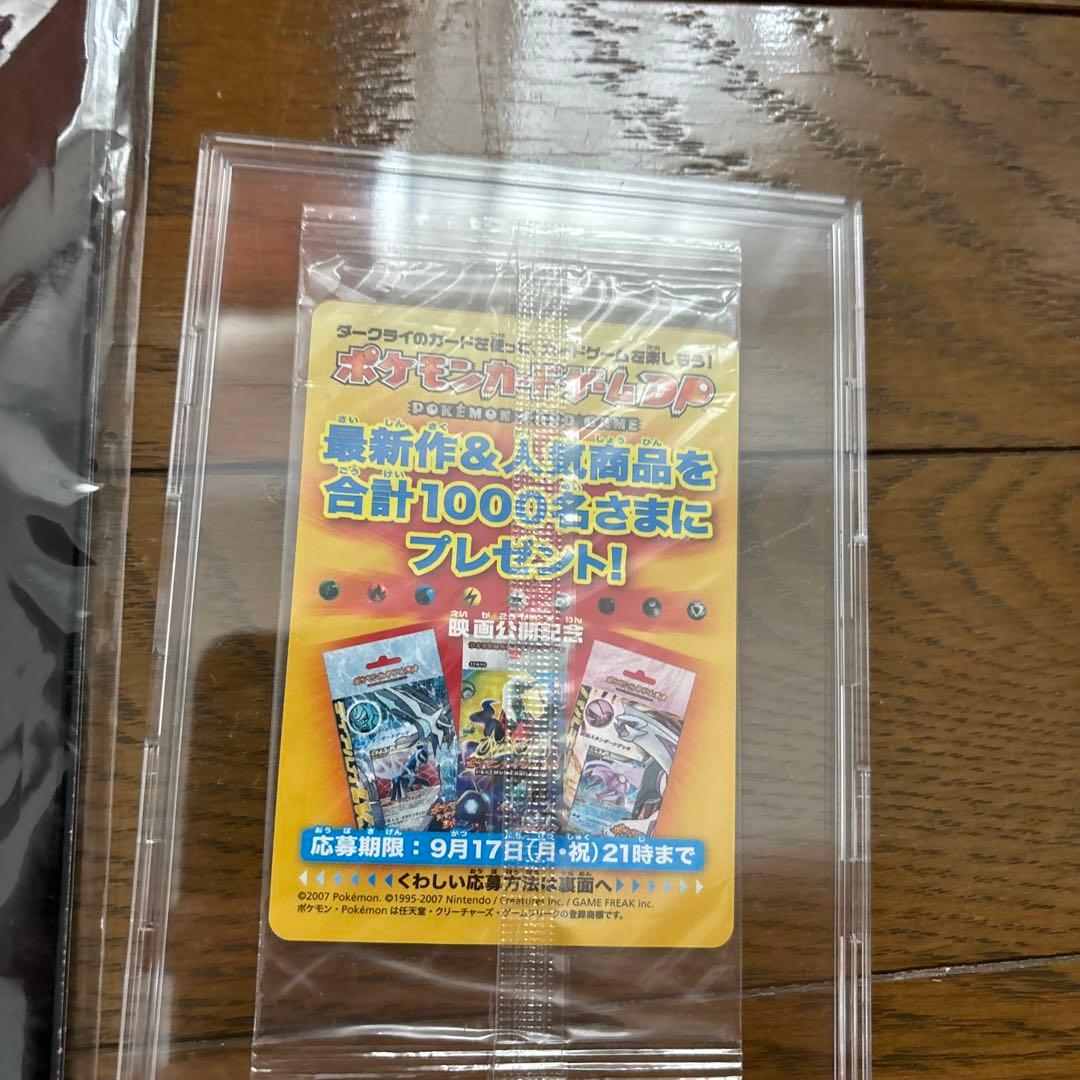 ダークライのカードを使って、カードゲームを楽しもう!
ポケモンカードゲームDP
POKÉMON CARD GAME
最新作&人気商品を
合計1000名さまに
プレゼント!
映画公開記念
応募期限:9月17日(月・祝)21時まで
くわしい応募方法は裏面へ
©2007 Pokémon. ©1995-2007 Nintendo / Creatures inc. / GAME FREAK inc.
ポケモン・Pokémonは任天堂・クリーチャーズ・ゲームフリークの登録商標です。